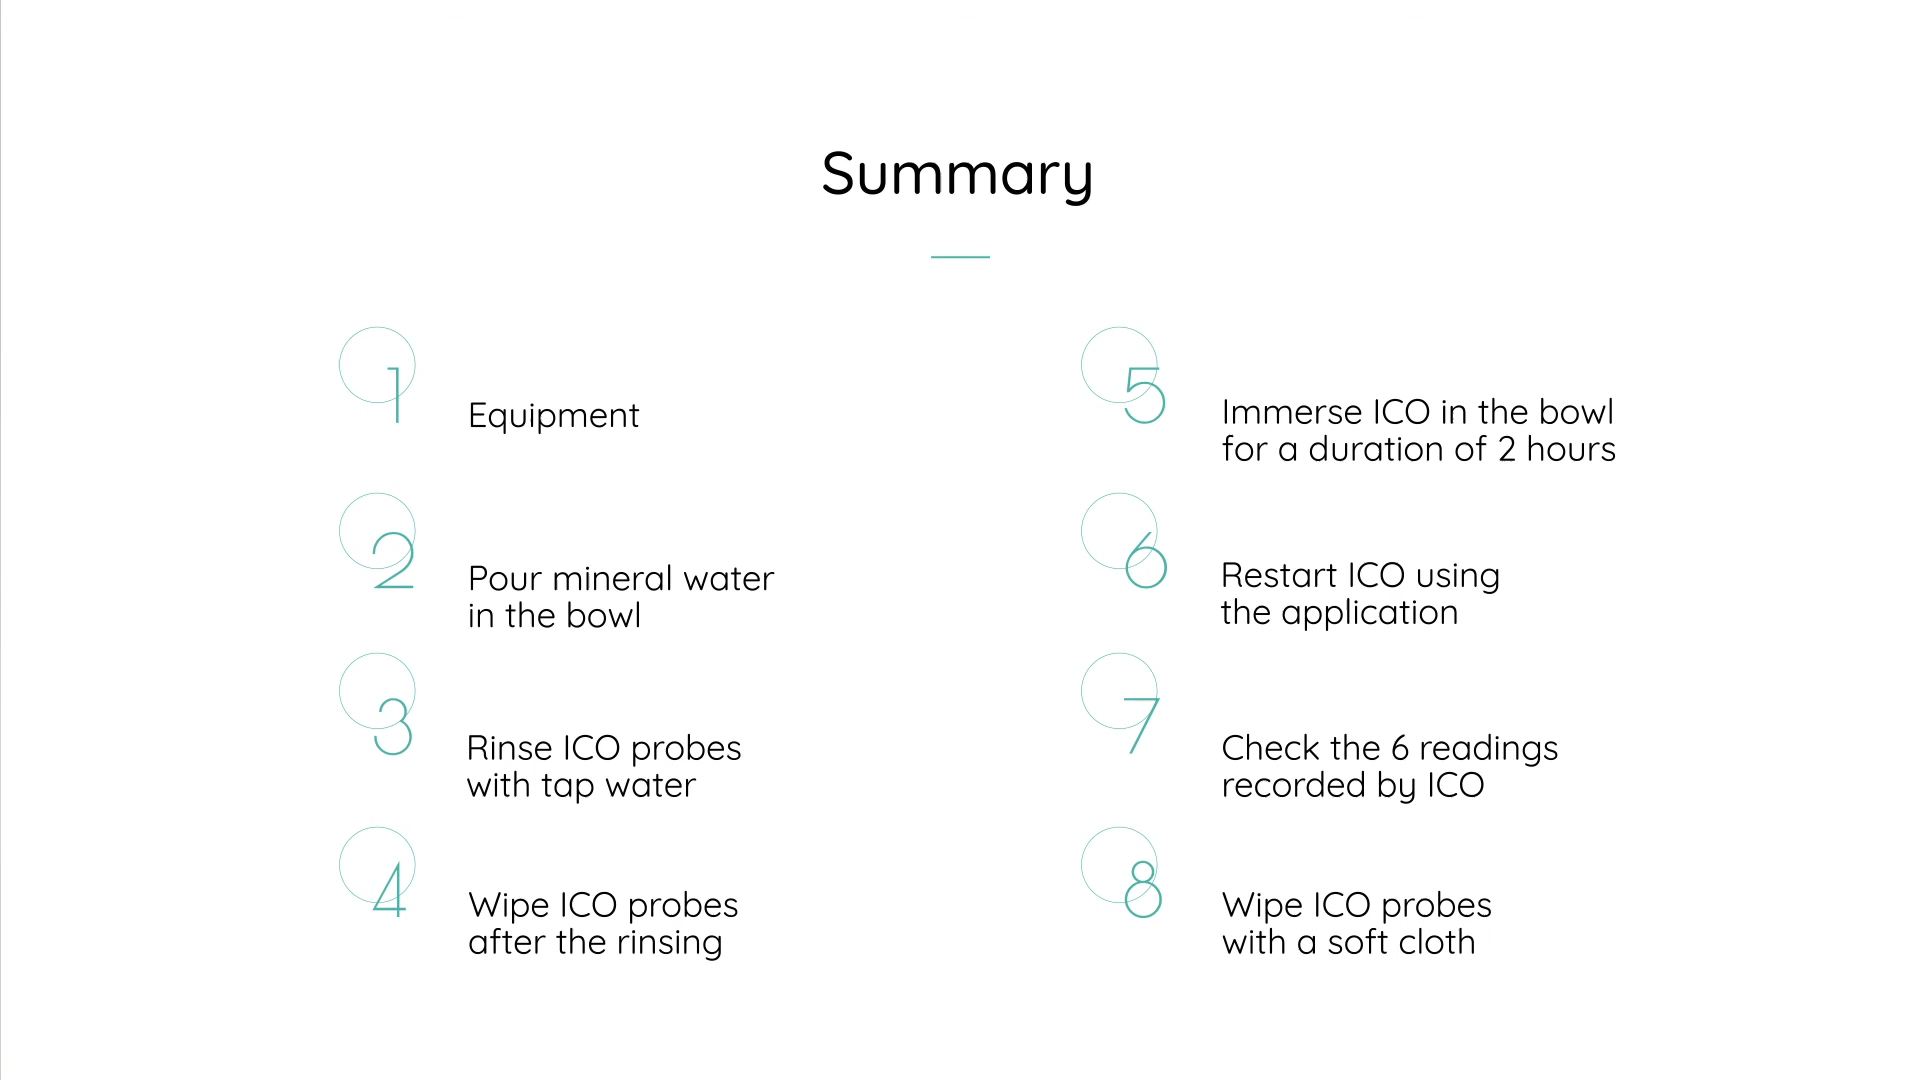 Summary
1
Equipment
2
Pour mineral water
in the bowl
3
Rinse ICO probes
with tap water
4
Wipe ICO probes
after the rinsing
5
Immerse ICO in the bowl
for a duration of 2 hours
6
Restart ICO using
the application
7
Check the 6 readings
recorded by ICO
8
Wipe ICO probes
with a soft cloth